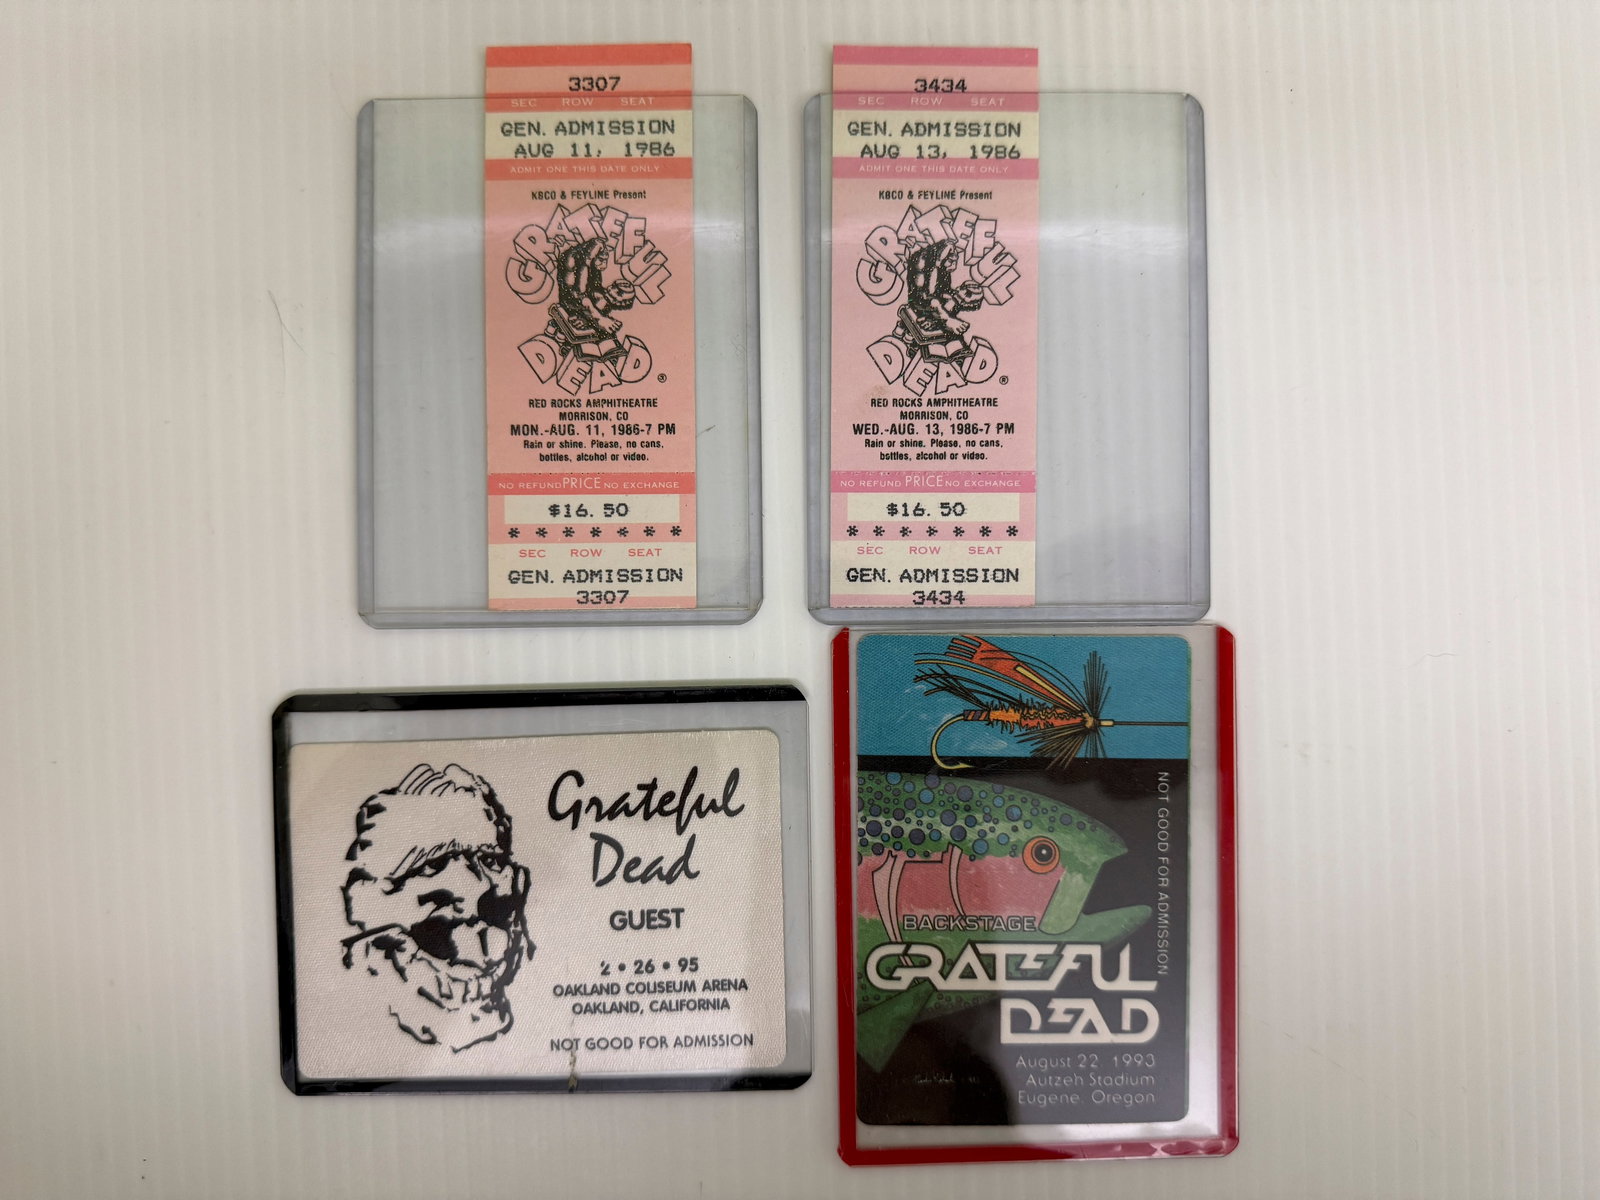 3307
SEC ROW SEAT
GEN. ADMISSION
AUG 11, 1986
ADMIT ONE THIS DATE ONLY
KBCO & FEYLINE Present
GRATEFUL
DEAD ®
RED ROCKS AMPHITHEATRE
MORRISON, CO
MON.-AUG. 11, 1986-7 PM
Rain or shine. Please, no cans,
bottles, alcohol or video.
NO REFUND PRICE NO EXCHANGE
$16.50
* * * * * * *
SEC ROW SEAT
GEN. ADMISSION
3307
3434
SEC ROW SEAT
GEN. ADMISSION
AUG 13, 1986
ADMIT ONE THIS DATE ONLY
KBCO & FEYLINE Present
GRATEFUL
DEAD ®
RED ROCKS AMPHITHEATRE
MORRISON, CO
WED.-AUG. 13, 1986-7 PM
Rain or shine. Please, no cans,
bottles, alcohol or video.
NO REFUND PRICE NO EXCHANGE
$16.50
* * * * * * *
SEC ROW SEAT
GEN. ADMISSION
3434
Grateful
Dead
GUEST
2 • 26 • 95
OAKLAND COLISEUM ARENA
OAKLAND, CALIFORNIA
NOT GOOD FOR ADMISSION
NOT GOOD FOR ADMISSION
BACKSTAGE
GRATEFUL
DEAD
August 22 1993
Autzeh Stadium
Eugene, Oregon